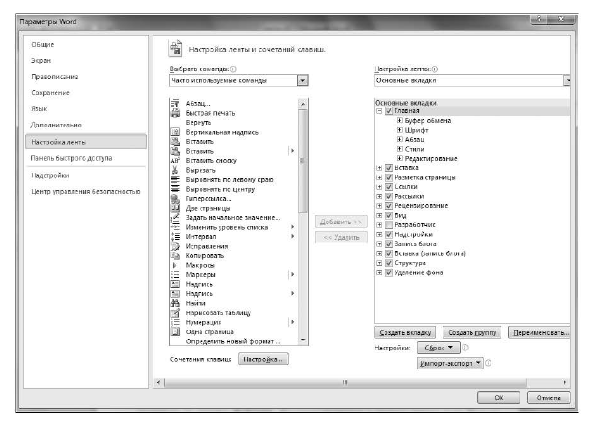 Параметры Word
Общие
Экран
Правописание
Сохранение
Язык
Дополнительно
Настройка ленты
Панель быстрого доступа
Надстройки
Центр управления безопасностью
Настройка ленты и сочетаний клавиш.
Выбрать команды:
Часто используемые команды
Абзац...
Быстрая печать
Вернуть
Вертикальная надпись
Вставить
Вставить
Вставить сноску
Вырезать
Выровнять по левому краю
Выровнять по центру
Гиперссылка...
Две страницы
Задать начальное значение...
Изменить уровень списка
Интервал
Исправления
Копировать
Макросы
Маркеры
Надпись
Надпись
Найти
Нарисовать таблицу
Нумерация
Одна страница
Определить новый формат ...
Сочетания клавиш:
Настройка...
Добавить >>
<< Удалить
Настройка ленты:
Основные вкладки
Основные вкладки
Главная
Буфер обмена
Шрифт
Абзац
Стили
Редактирование
Вставка
Разметка страницы
Ссылки
Рассылки
Рецензирование
Вид
Разработчик
Надстройки
Запись блога
Вставка (запись блога)
Структура
Удаление фона
Создать вкладку
Создать группу
Переименовать...
Настройки:
Сброс
Импорт-экспорт
ОК
Отмена